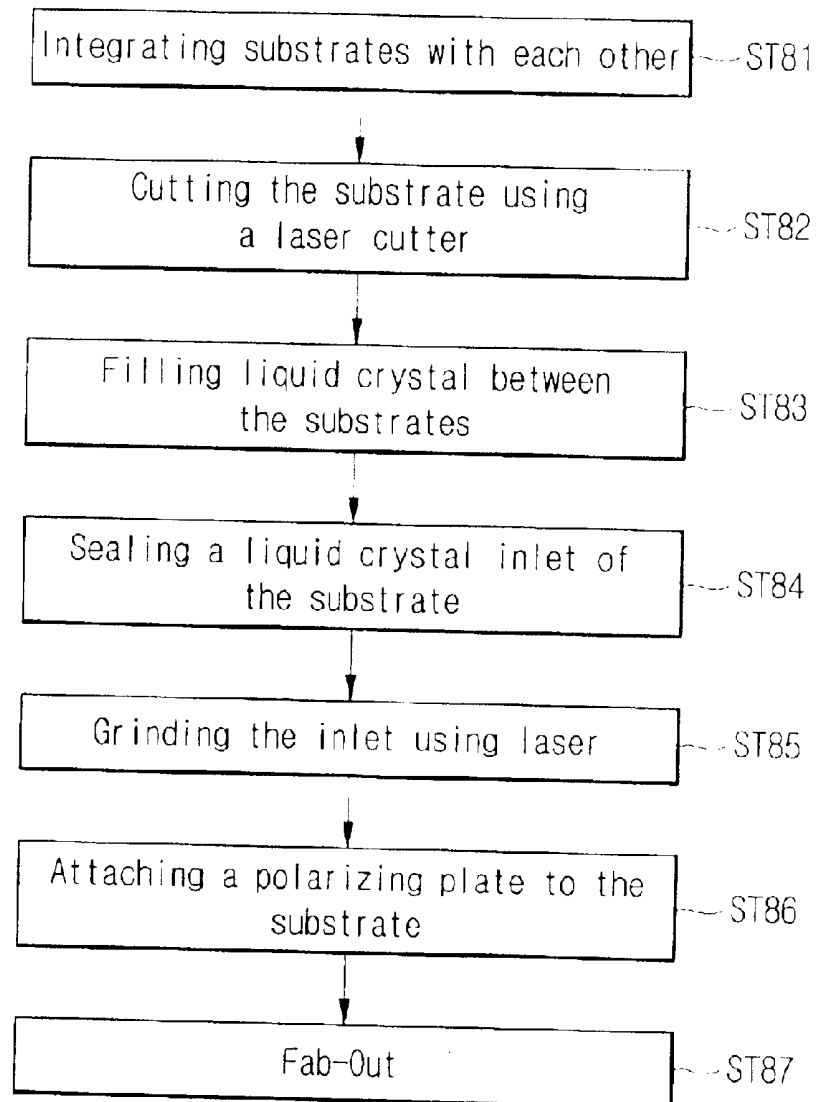 Integrating substrates with each other ST81
Cutting the substrate using
a laser cutter
ST82
Filling liquid crystal between
the substrates
ST83
Sealing a liquid crystal inlet of
the substrate
ST84
Grinding the inlet using laser ST85
Attaching a polarizing plate to the
substrate
ST86
Fab-Out ST87